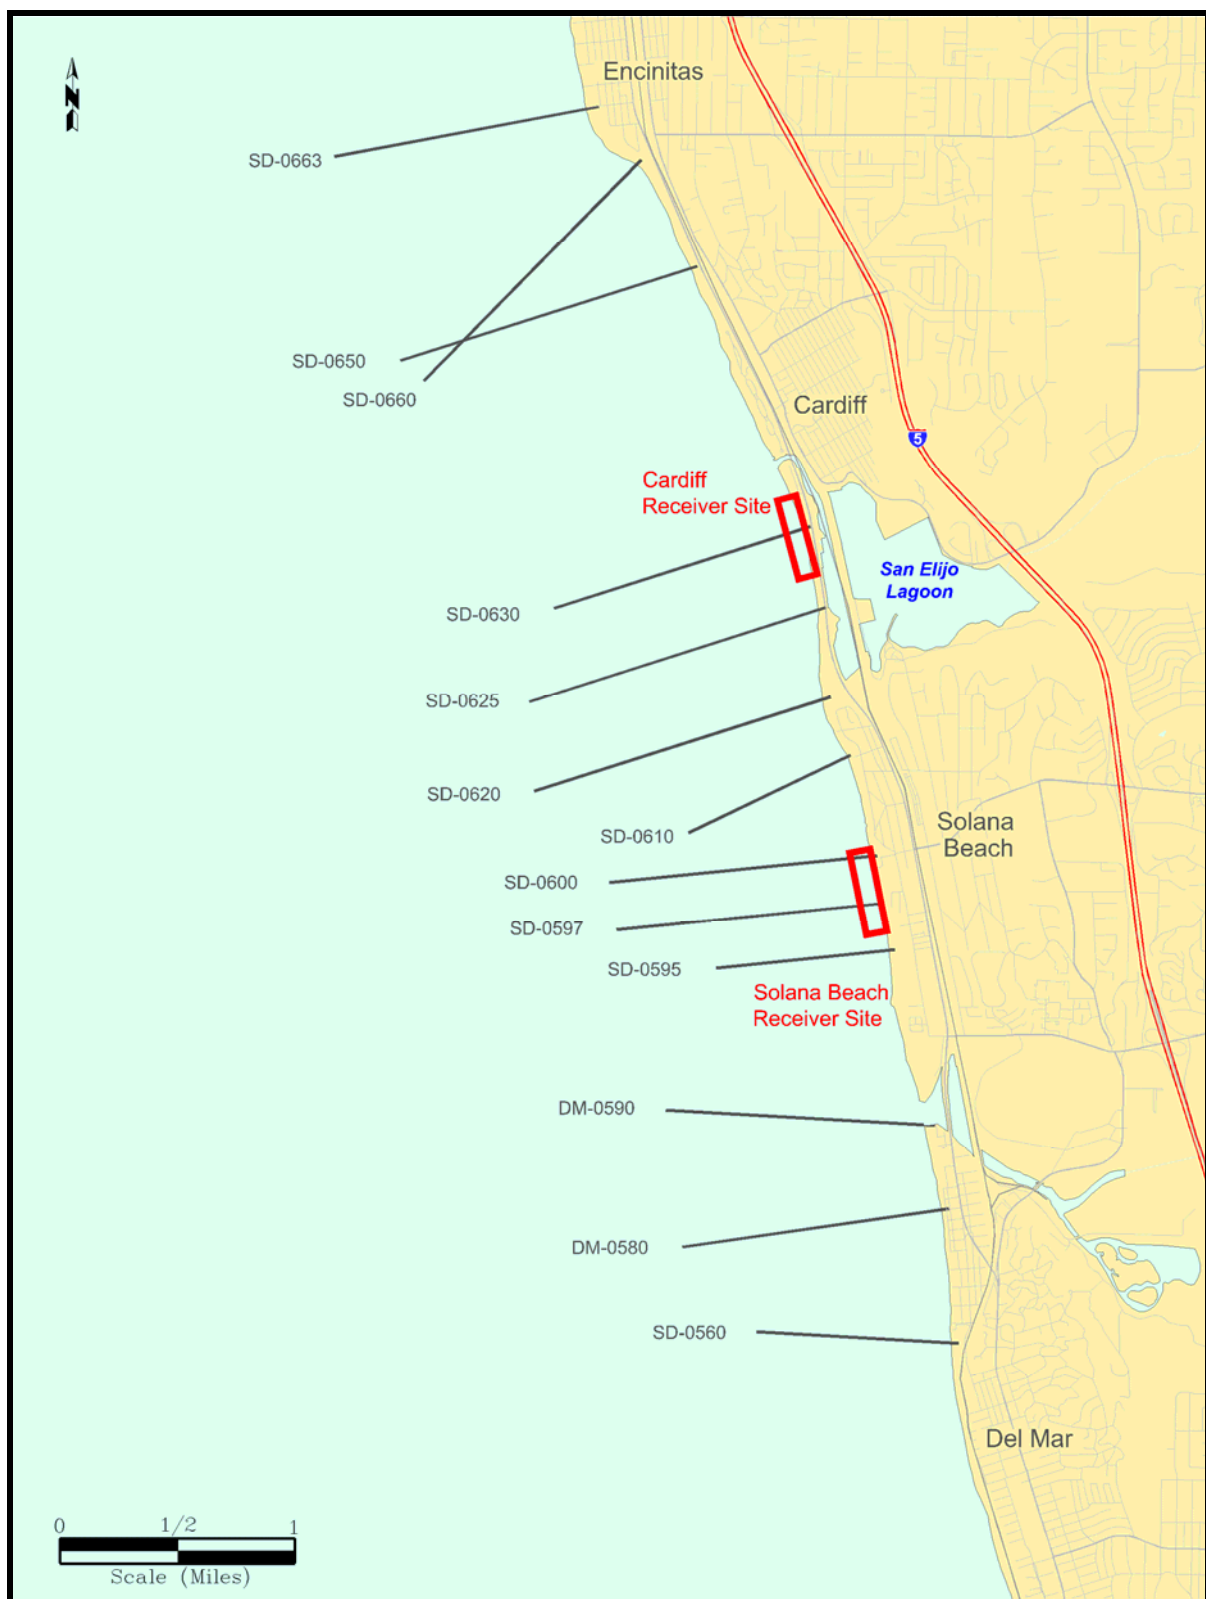 Encinitas
N
SD-0663
SD-0650
SD-0660
Cardiff
5
Cardiff
Receiver Site
San Elijo
Lagoon
SD-0630
SD-0625
SD-0620
Solana
Beach
SD-0610
SD-0600
SD-0597
SD-0595
Solana Beach
Receiver Site
DM-0590
DM-0580
SD-0560
Del Mar
0 1/2 1
Scale (Miles)